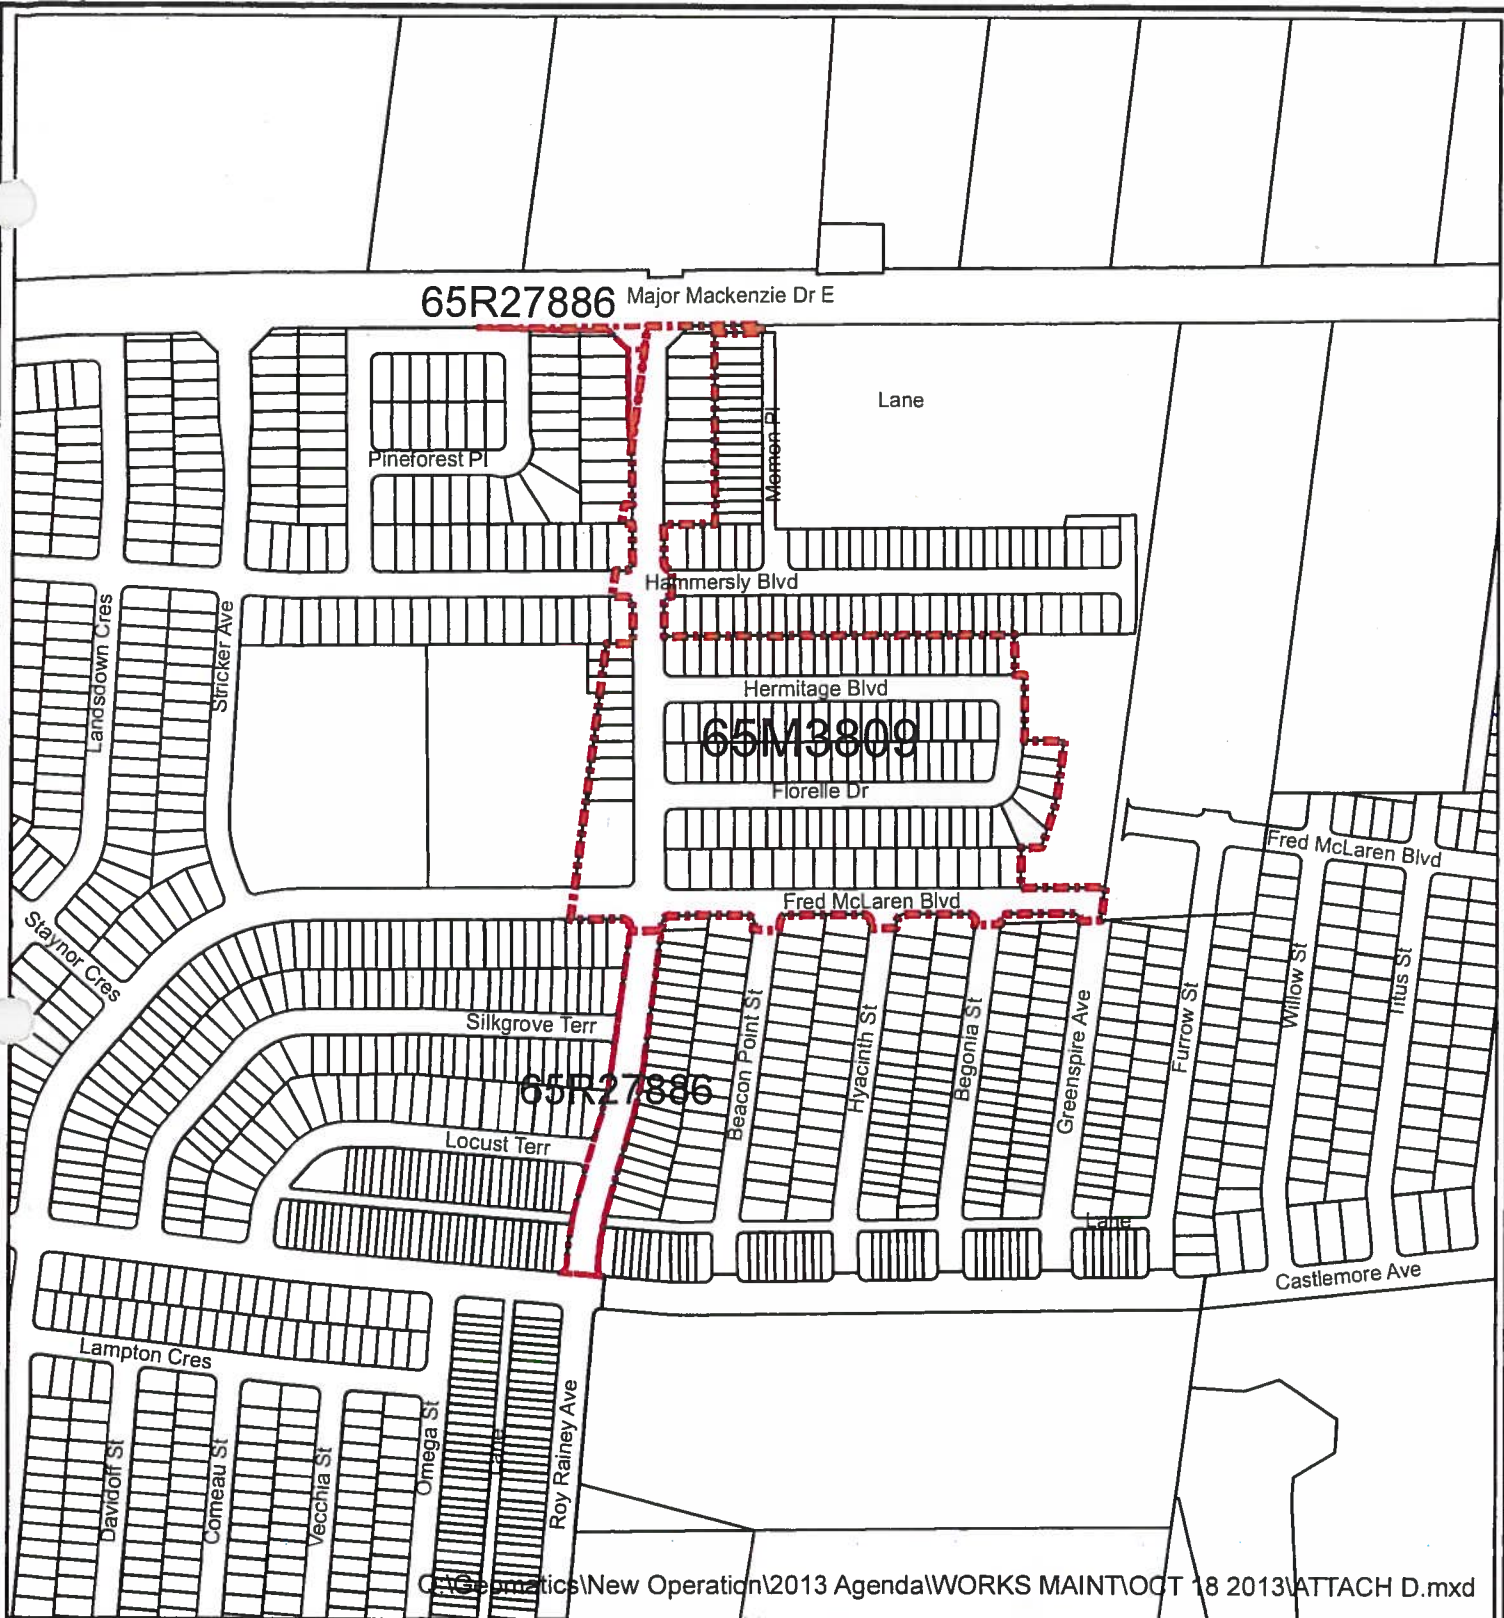 65R27886
Major Mackenzie Dr E
Lane
Pineforest Pl
Memon Pl
Hammersly Blvd
Landsdown Cres
Stricker Ave
Hermitage Blvd
65M3809
Florelle Dr
Fred McLaren Blvd
Fred McLaren Blvd
Staynor Cres
Silkgrove Terr
65R27886
Beacon Point St
Hyacinth St
Begonia St
Greenspire Ave
Furrow St
Willow St
Titus St
Locust Terr
Lane
Castlemore Ave
Lampton Cres
Davidoff St
Comeau St
Vecchia St
Omega St
Lane
Roy Rainey Ave
Q:\Geomatics\New Operation\2013 Agenda\WORKS MAINT\OCT 18 2013\ATTACH D.mxd